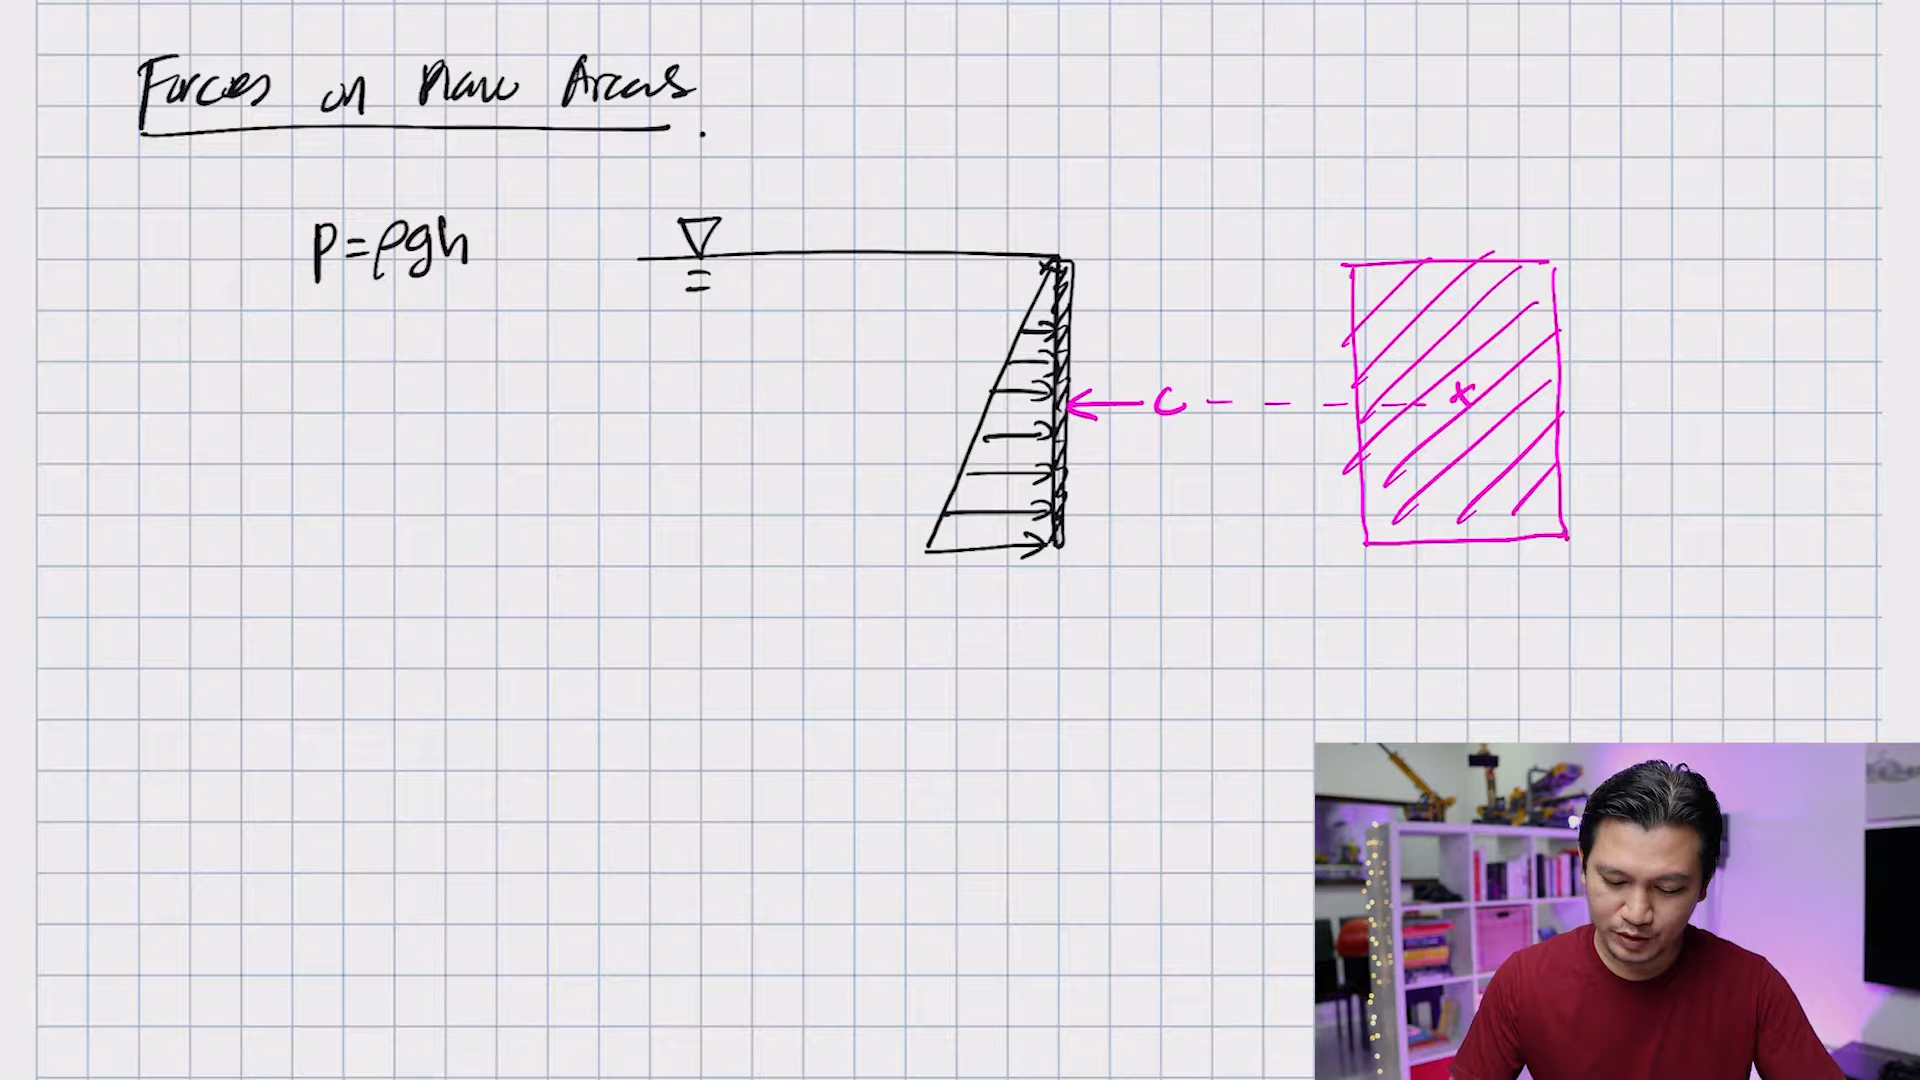 Forces on Plane Areas.
P=ρgh
C